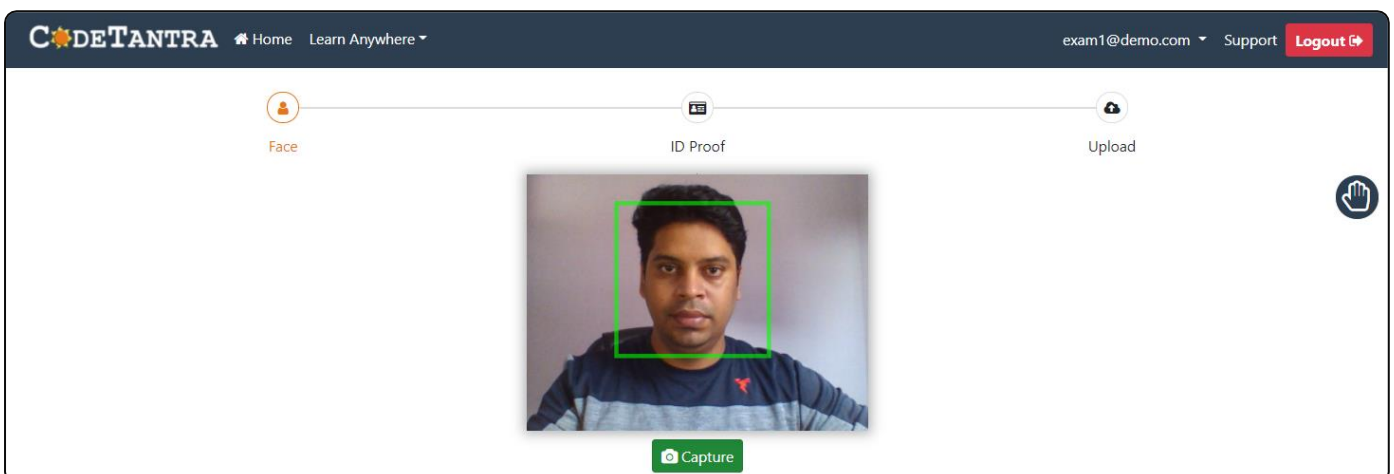 CODETANTRA Home Learn Anywhere exam1@demo.com Support Logout
Face ID Proof Upload
Capture